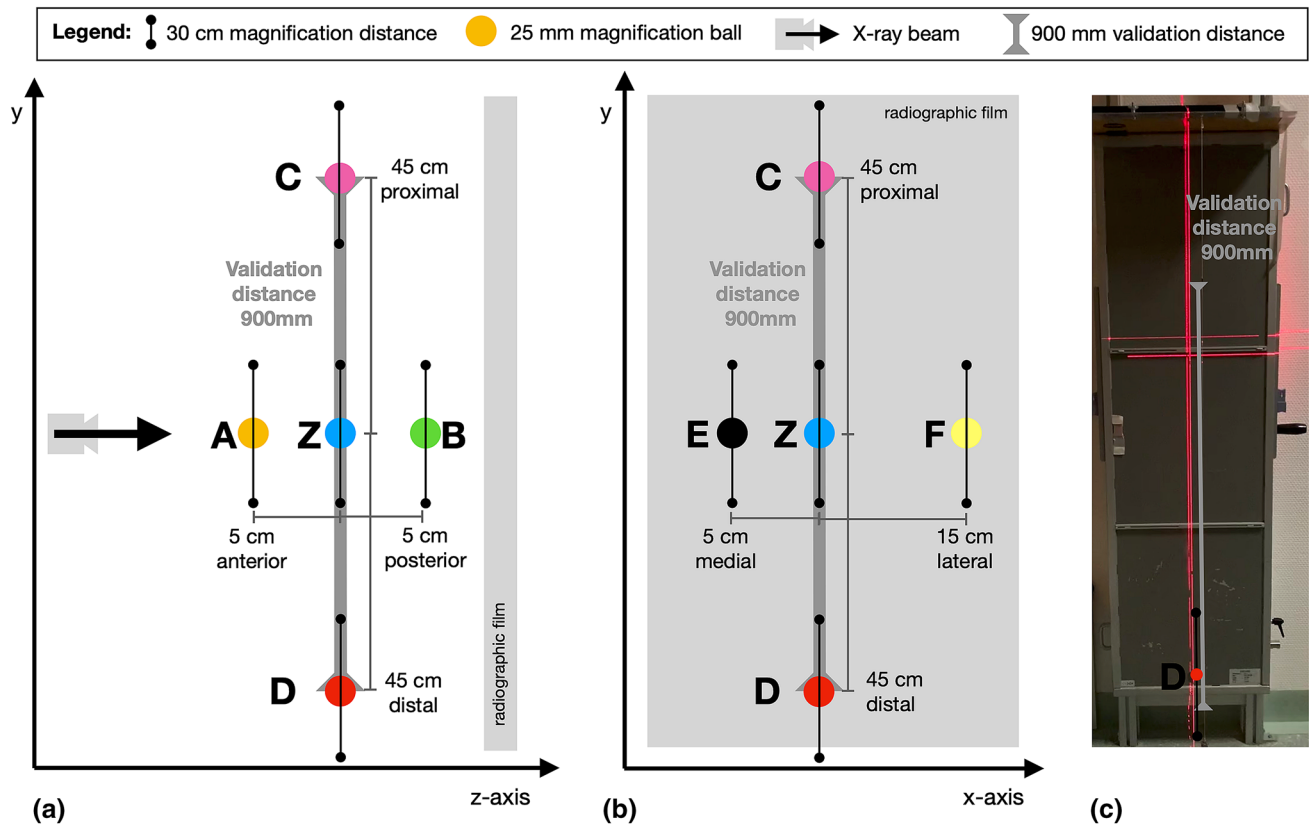 Legend: 30 cm magnification distance 25 mm magnification ball X-ray beam 900 mm validation distance
y
C
45 cm
proximal
Validation
distance
900mm
A
Z
B
5 cm
anterior
5 cm
posterior
D
45 cm
distal
radiographic film
z-axis
(a)
y
radiographic film
C
45 cm
proximal
Validation
distance
900mm
E
Z
F
5 cm
medial
15 cm
lateral
D
45 cm
distal
x-axis
(b)
Validation
distance
900mm
D
(c)